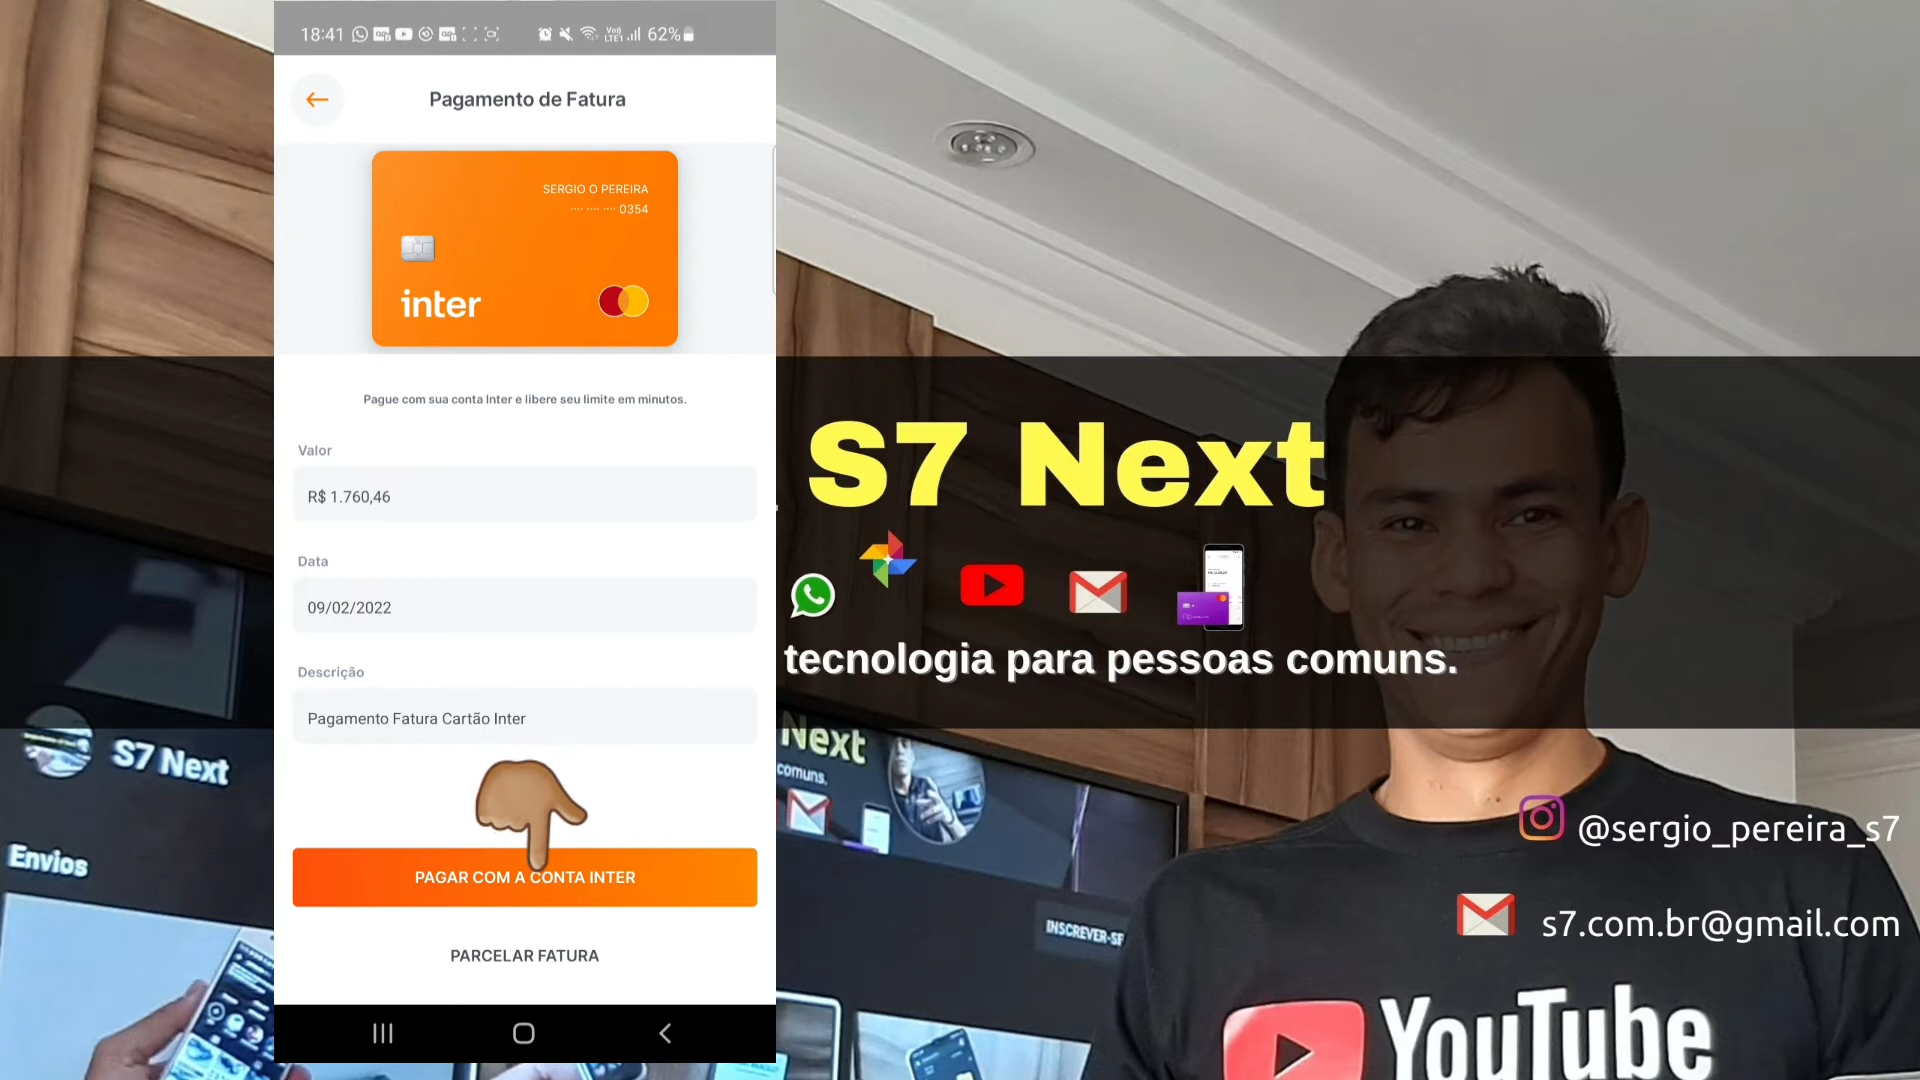 18:41
Vo)) LTE1
62%
Pagamento de Fatura
SERGIO O PEREIRA
.... .... .... 0354
inter
Pague com sua conta Inter e libere seu limite em minutos.
Valor
R$ 1.760,46
Data
09/02/2022
Descrição
Pagamento Fatura Cartão Inter
PAGAR COM A CONTA INTER
PARCELAR FATURA
S7 Next
tecnologia para pessoas comuns.
S7 Next
Envios
Next
comuns.
INSCREVER-SE
@sergio_pereira_s7
s7.com.br@gmail.com
YouTube